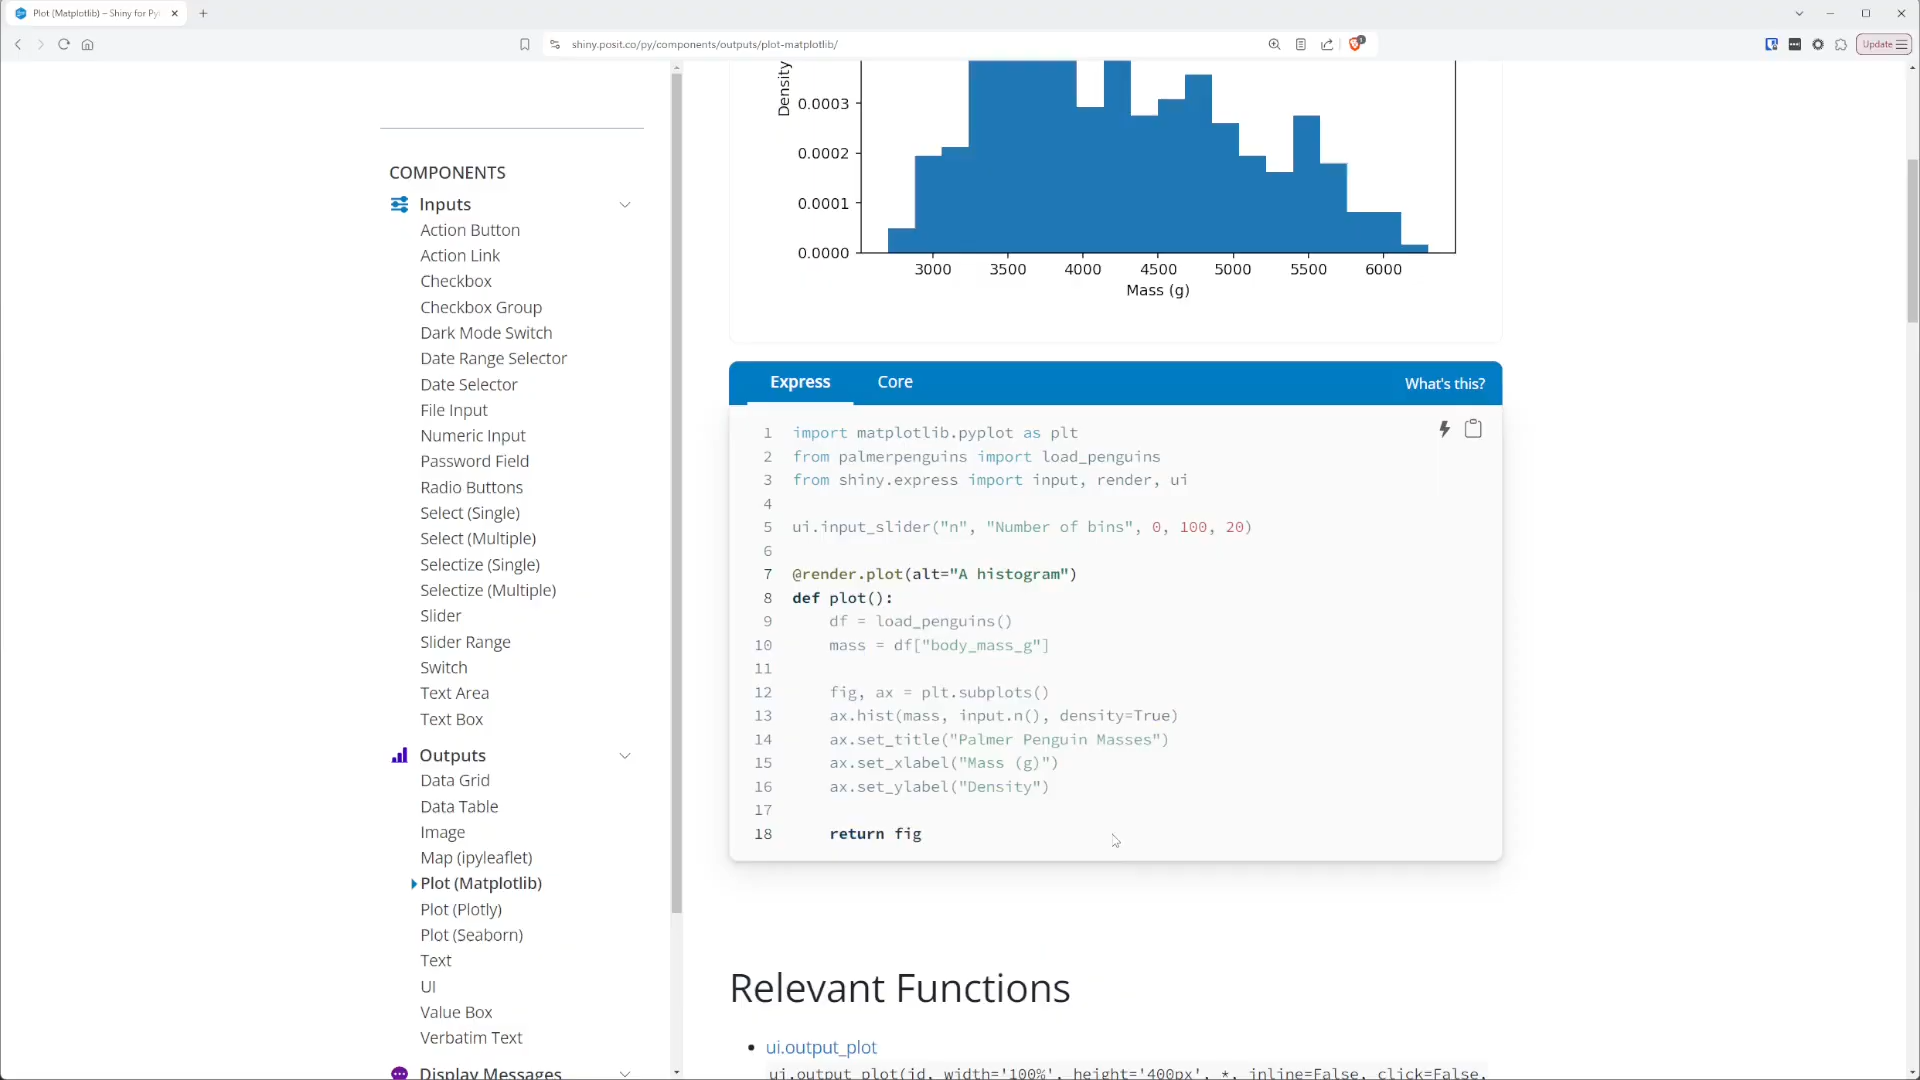 Plot (Matplotlib) – Shiny for Py
shiny.posit.co/py/components/outputs/plot-matplotlib/
Update
COMPONENTS
Inputs
Action Button
Action Link
Checkbox
Checkbox Group
Dark Mode Switch
Date Range Selector
Date Selector
File Input
Numeric Input
Password Field
Radio Buttons
Select (Single)
Select (Multiple)
Selectize (Single)
Selectize (Multiple)
Slider
Slider Range
Switch
Text Area
Text Box
Outputs
Data Grid
Data Table
Image
Map (ipyleaflet)
Plot (Matplotlib)
Plot (Plotly)
Plot (Seaborn)
Text
UI
Value Box
Verbatim Text
Display Messages
Density
0.0003
0.0002
0.0001
0.0000
3000 3500 4000 4500 5000 5500 6000
Mass (g)
Express Core What's this?
1 import matplotlib.pyplot as plt
2 from palmerpenguins import load_penguins
3 from shiny.express import input, render, ui
4
5 ui.input_slider("n", "Number of bins", 0, 100, 20)
6
7 @render.plot(alt="A histogram")
8 def plot():
9 df = load_penguins()
10 mass = df["body_mass_g"]
11
12 fig, ax = plt.subplots()
13 ax.hist(mass, input.n(), density=True)
14 ax.set_title("Palmer Penguin Masses")
15 ax.set_xlabel("Mass (g)")
16 ax.set_ylabel("Density")
17
18 return fig
Relevant Functions
• ui.output_plot
ui.output_plot(id, width='100%', height='400px', *, inline=False, click=False,